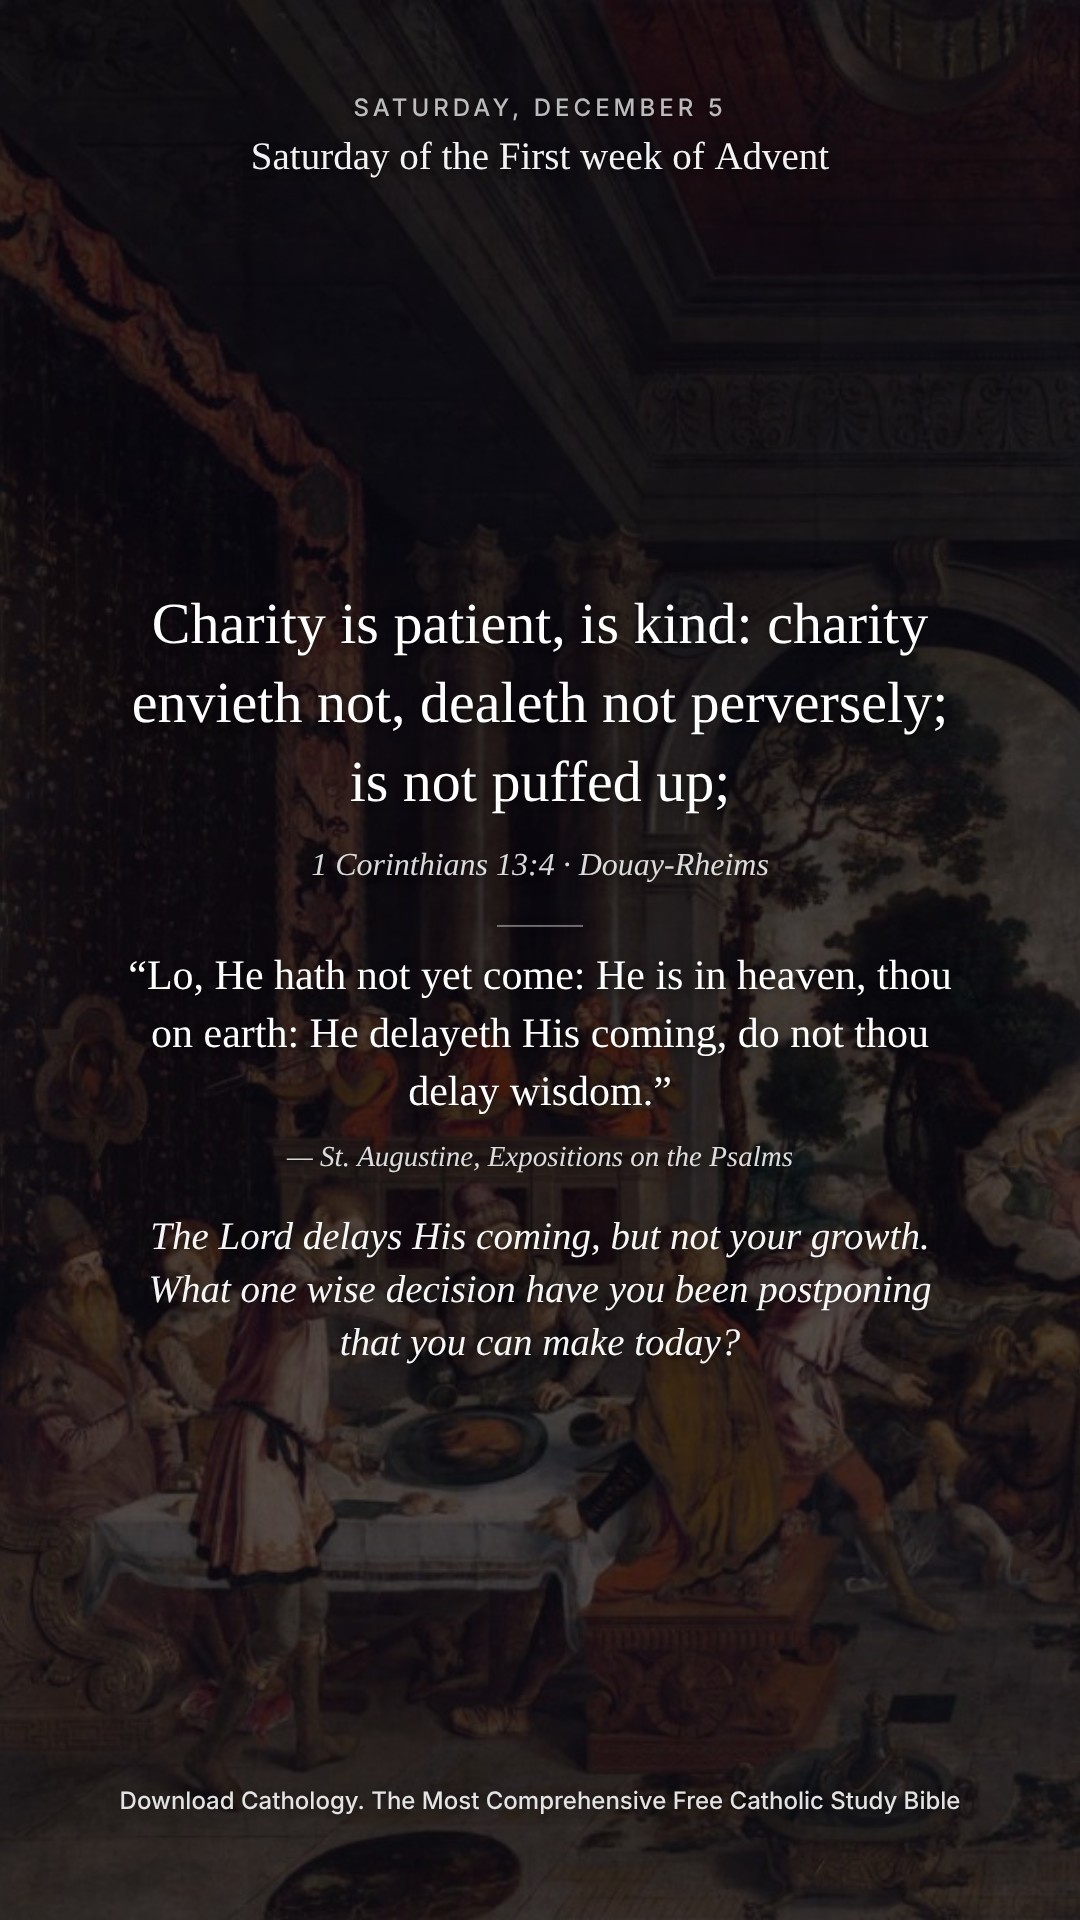 SATURDAY, DECEMBER 5
Saturday of the First week of Advent
Charity is patient, is kind: charity
envieth not, dealeth not perversely;
is not puffed up;
1 Corinthians 13:4 · Douay-Rheims
“Lo, He hath not yet come: He is in heaven, thou
on earth: He delayeth His coming, do not thou
delay wisdom.”
— St. Augustine, Expositions on the Psalms
The Lord delays His coming, but not your growth.
What one wise decision have you been postponing
that you can make today?
Download Cathology. The Most Comprehensive Free Catholic Study Bible